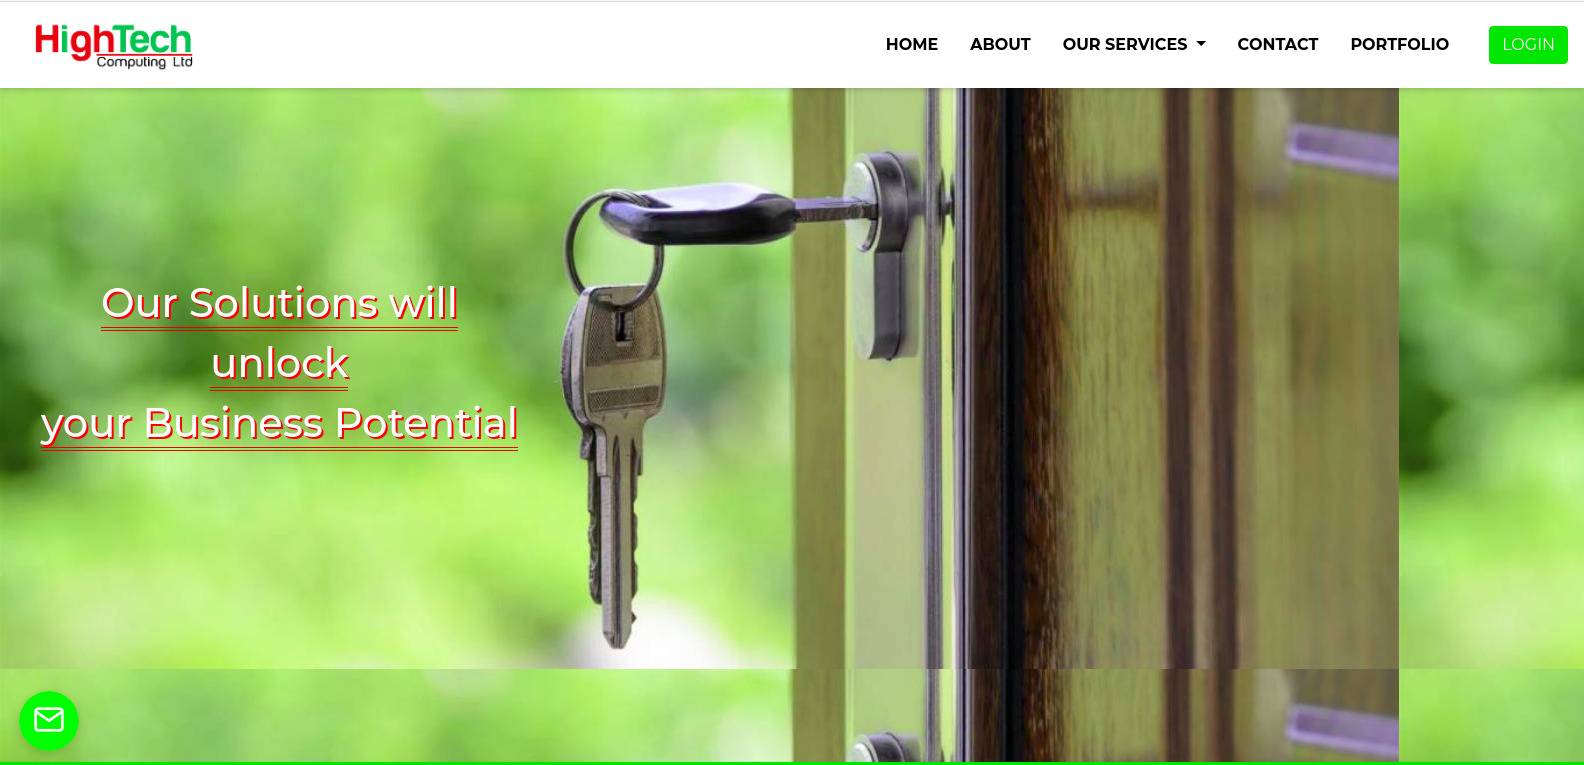 HighTech
Computing Ltd
HOME ABOUT OUR SERVICES CONTACT PORTFOLIO LOGIN
Our Solutions will
unlock
your Business Potential